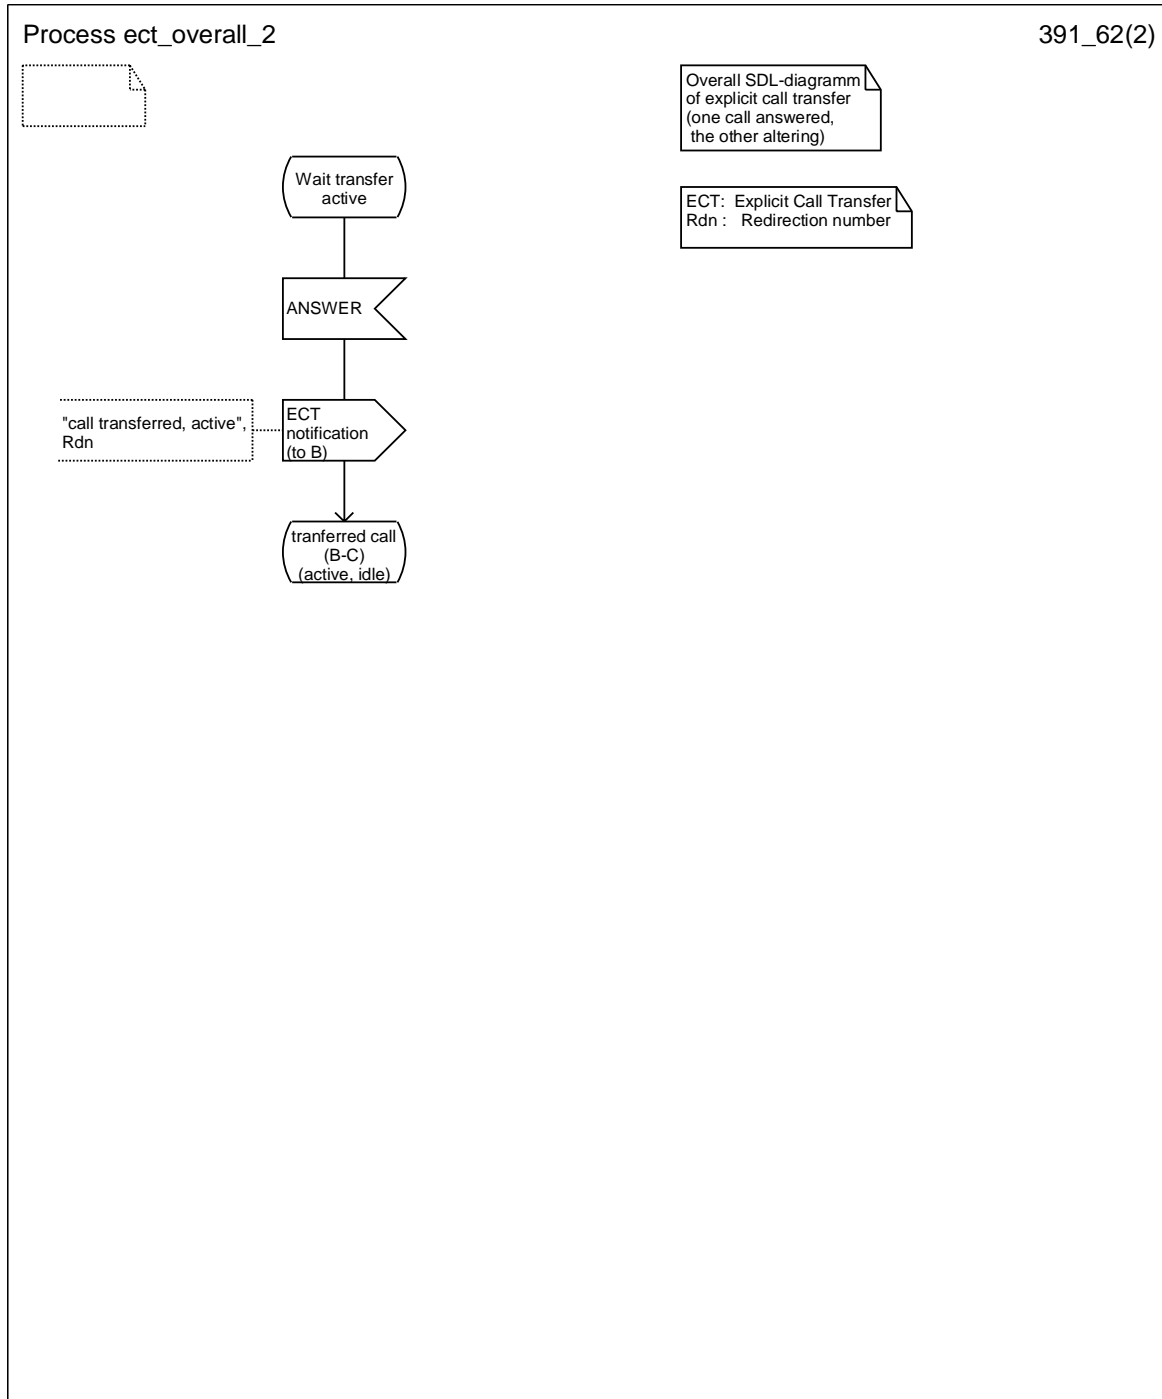 Process ect_overall_2
391_62(2)
Overall SDL-diagramm
of explicit call transfer
(one call answered,
the other altering)
Wait transfer
active
ECT: Explicit Call Transfer
Rdn : Redirection number
ANSWER
"call transferred, active",
Rdn
ECT
notification
(to B)
tranferred call
(B-C)
(active, idle)